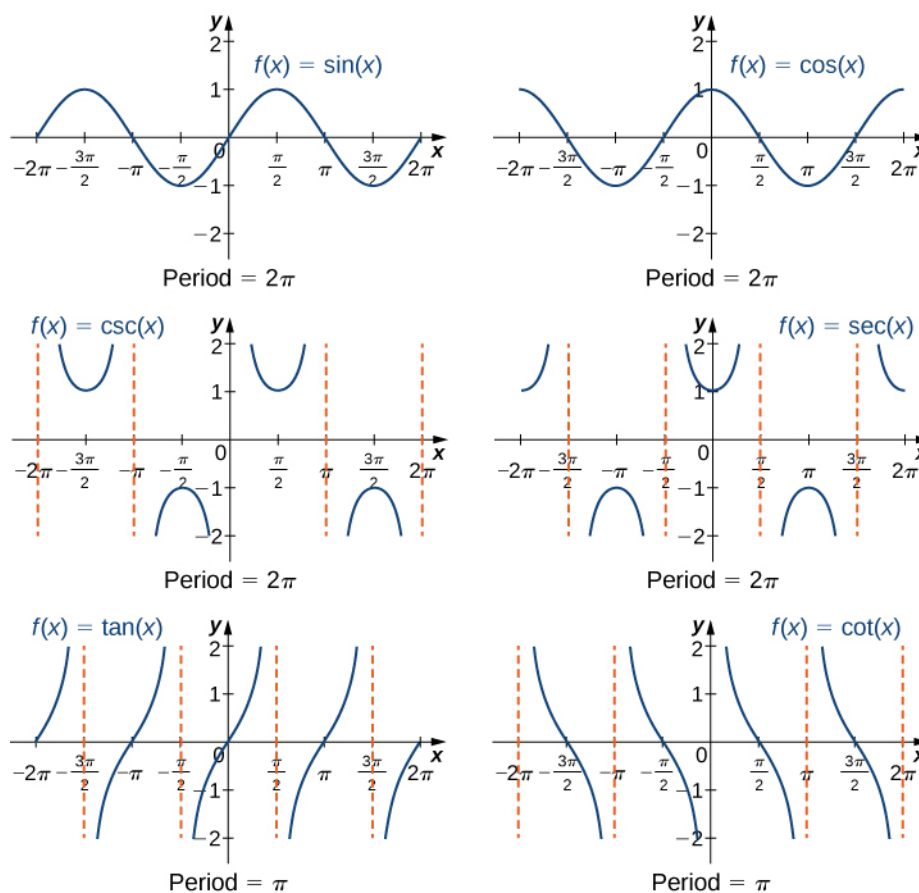 y
2
f(x) = sin(x)
1
0
x
−2π −3π/2 −π −π/2 π/2 π 3π/2 2π
−1
−2
Period = 2π
y
2
f(x) = cos(x)
1
0
x
−2π −3π/2 −π −π/2 π/2 π 3π/2 2π
−1
−2
Period = 2π
f(x) = csc(x)
y
2
1
0
x
−2π −3π/2 −π −π/2 π/2 π 3π/2 2π
−1
−2
Period = 2π
y
f(x) = sec(x)
2
1
0
x
−2π −3π/2 −π −π/2 π/2 π 3π/2 2π
−1
−2
Period = 2π
f(x) = tan(x)
y
2
1
0
x
−2π −3π/2 −π −π/2 π/2 π 3π/2 2π
−1
−2
Period = π
y
f(x) = cot(x)
2
1
0
x
−2π −3π/2 −π −π/2 π/2 π 3π/2 2π
−1
−2
Period = π